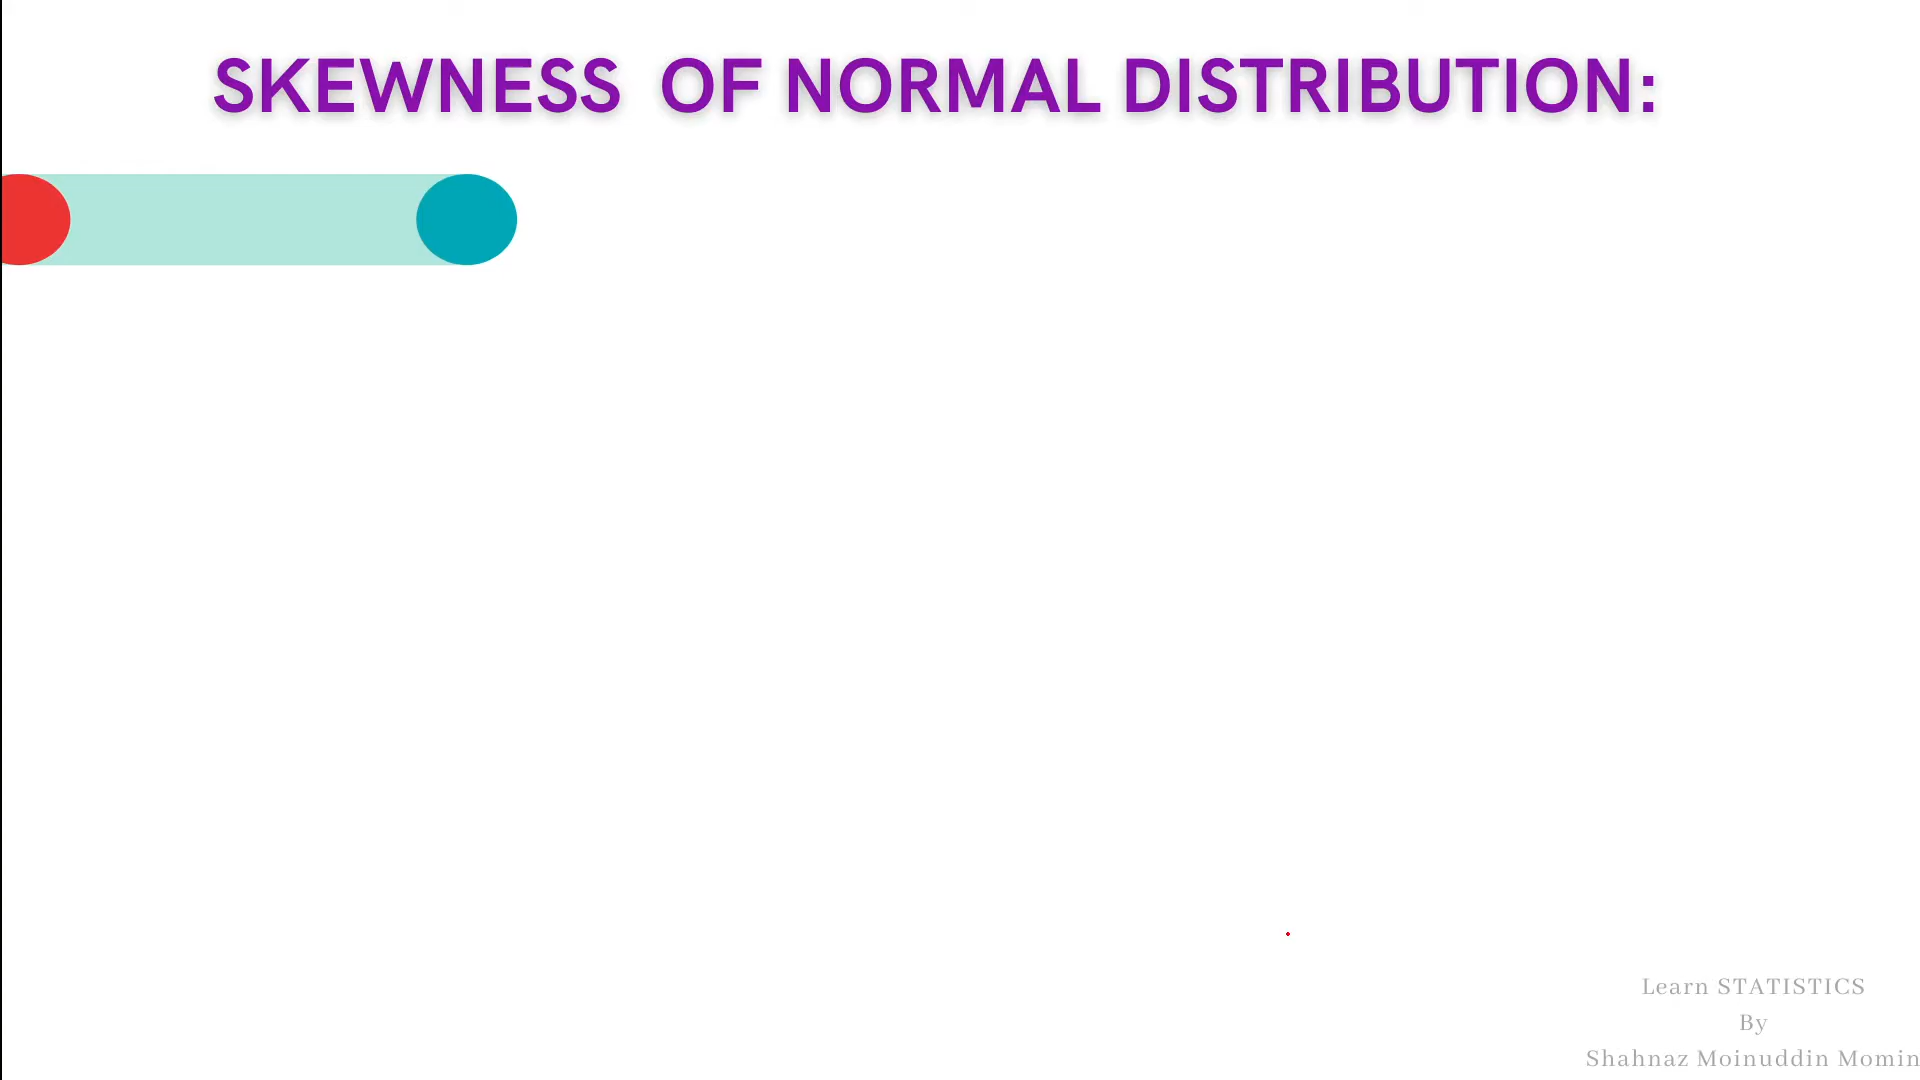 SKEWNESS OF NORMAL DISTRIBUTION:
Learn STATISTICS
By
Shahnaz Moinuddin Momin